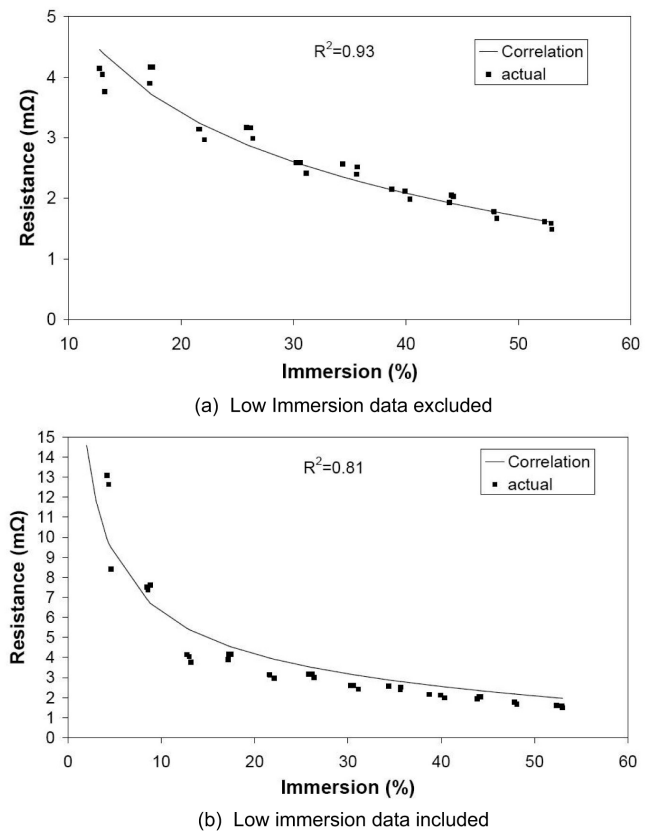 5
4
3
2
1
0
Resistance (mΩ)
R²=0.93
Correlation
actual
10 20 30 40 50 60
Immersion (%)
(a) Low Immersion data excluded
15
14
13
12
11
10
9
8
7
6
5
4
3
2
1
0
Resistance (mΩ)
R²=0.81
Correlation
actual
0 10 20 30 40 50 60
Immersion (%)
(b) Low immersion data included